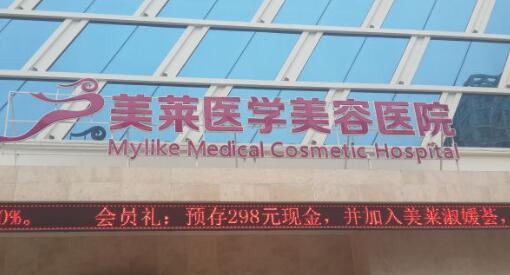 美莱医学美容医院
Mylike Medical Cosmetic Hospital
0%。 会员礼：预存298元现金，并加入美莱淑媛荟，